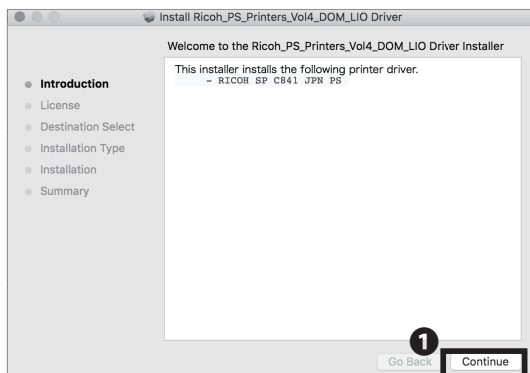 Install Ricoh_PS_Printers_Vol4_DOM_LIO Driver
Welcome to the Ricoh_PS_Printers_Vol4_DOM_LIO Driver Installer
Introduction
License
Destination Select
Installation Type
Installation
Summary
This installer installs the following printer driver.
- RICOH SP C841 JPN PS
1
Go Back
Continue